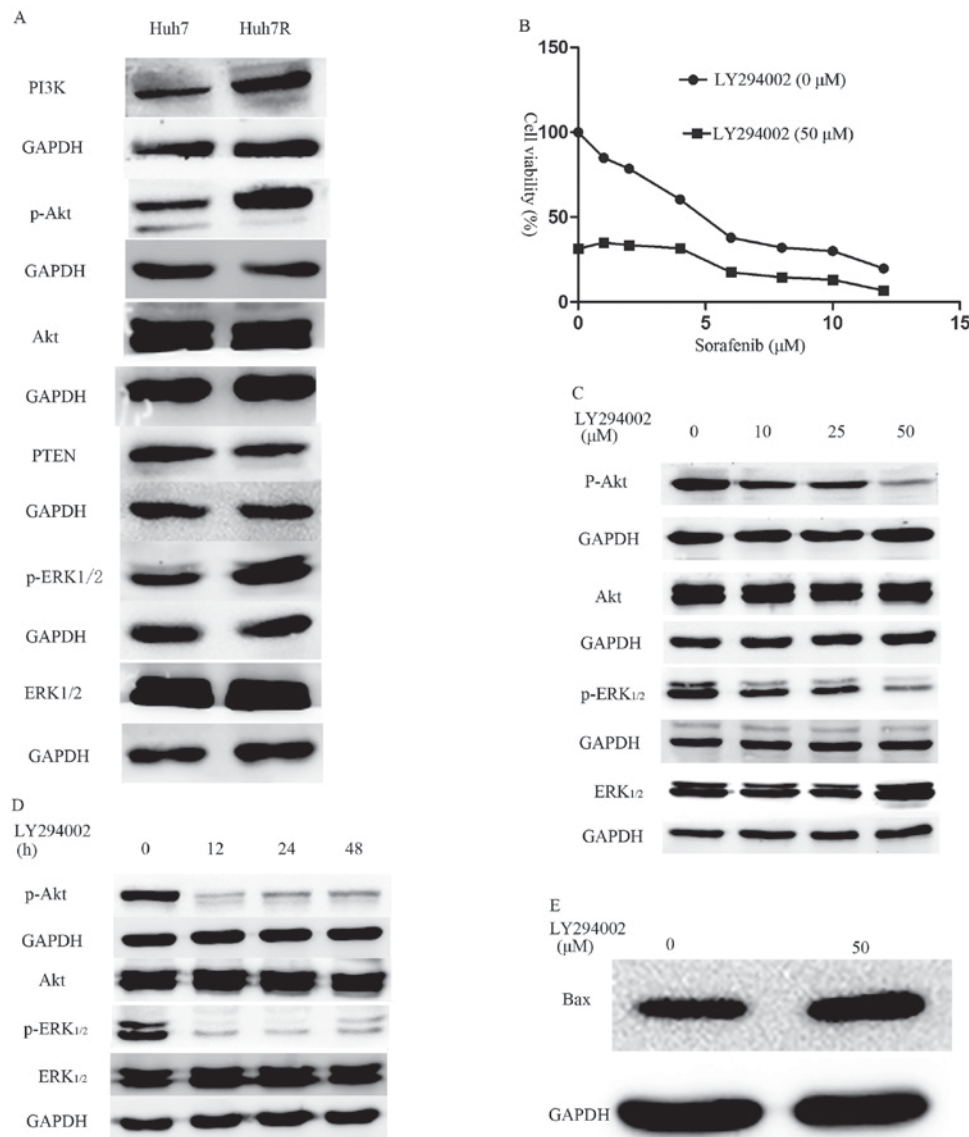 A
Huh7 Huh7R
PI3K
GAPDH
p-Akt
GAPDH
Akt
GAPDH
PTEN
GAPDH
p-ERK1/2
GAPDH
ERK1/2
GAPDH
B
150
100
50
0
Cell viability (%)
LY294002 (0 μM)
LY294002 (50 μM)
0 5 10 15
Sorafenib (μM)
C
LY294002
(μM) 0 10 25 50
P-Akt
GAPDH
Akt
GAPDH
p-ERK1/2
GAPDH
ERK1/2
GAPDH
D
LY294002
(h) 0 12 24 48
p-Akt
GAPDH
Akt
p-ERK1/2
ERK1/2
GAPDH
E
LY294002
(μM) 0 50
Bax
GAPDH